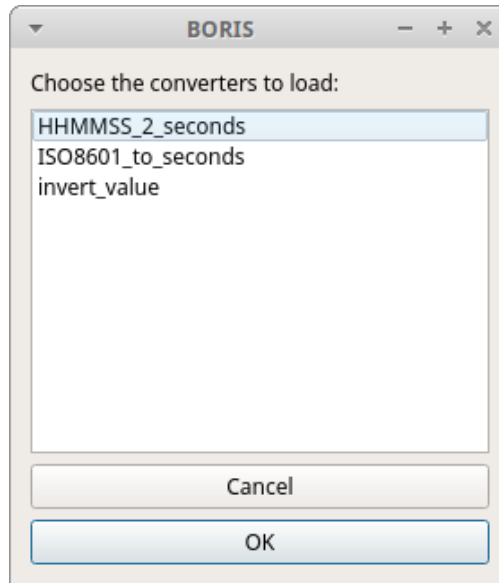 BORIS
Choose the converters to load:
HHMMSS_2_seconds
ISO8601_to_seconds
invert_value
Cancel
OK